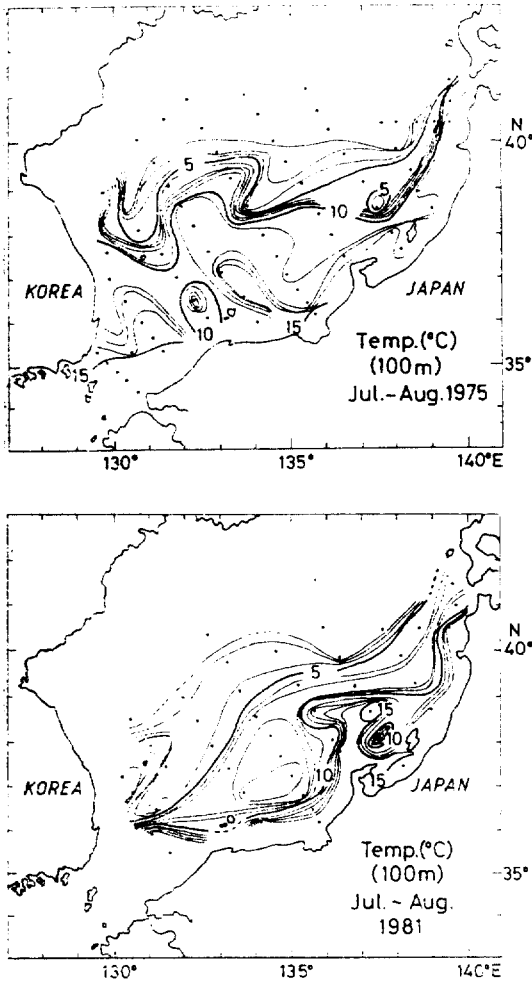 N
40°
5
5
10
KOREA
JAPAN
10
15
15
Temp.(°C)
(100m)
Jul.~Aug.1975
35°
130°
135°
140°E
N
40°
5
15
10
10
15
KOREA
JAPAN
Temp.(°C)
(100m)
Jul. ~ Aug.
1981
35°
130°
135°
140°E